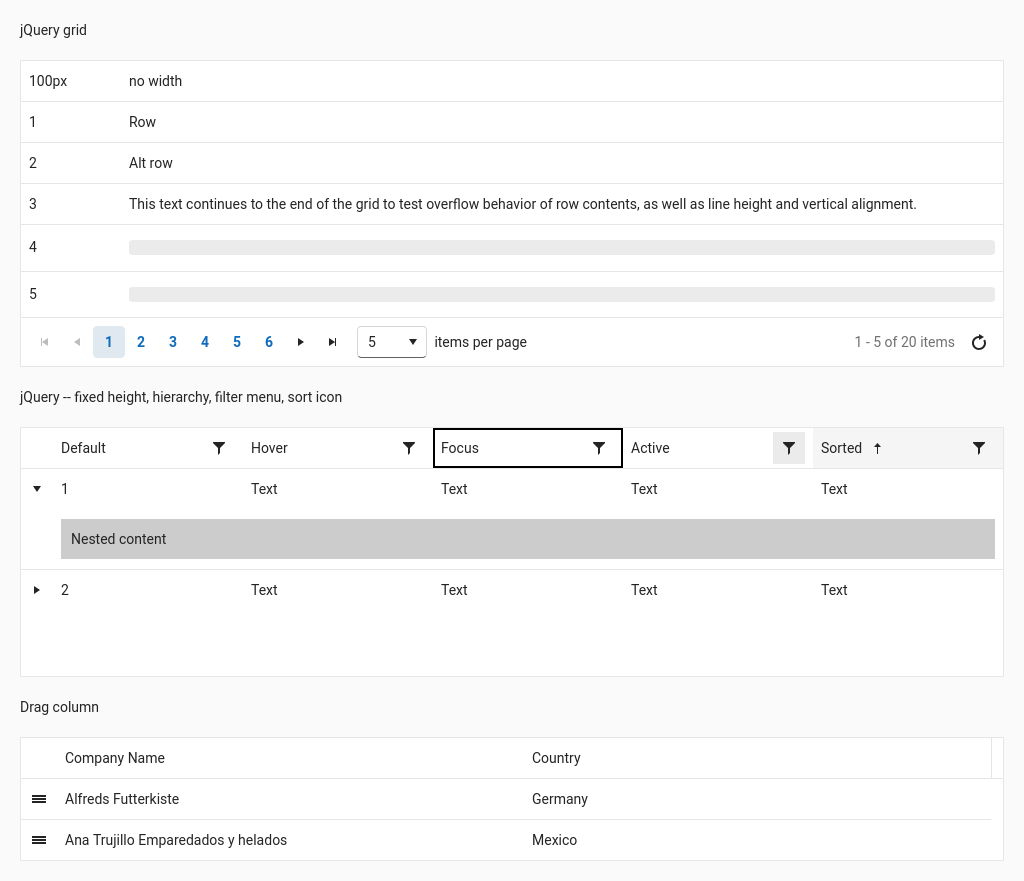 jQuery grid
100px no width
1 Row
2 Alt row
3 This text continues to the end of the grid to test overflow behavior of row contents, as well as line height and vertical alignment.
4
5
1 2 3 4 5 6 5 items per page 1 - 5 of 20 items
jQuery -- fixed height, hierarchy, filter menu, sort icon
Default Hover Focus Active Sorted
1 Text Text Text Text
Nested content
2 Text Text Text Text
Drag column
Company Name Country
Alfreds Futterkiste Germany
Ana Trujillo Emparedados y helados Mexico